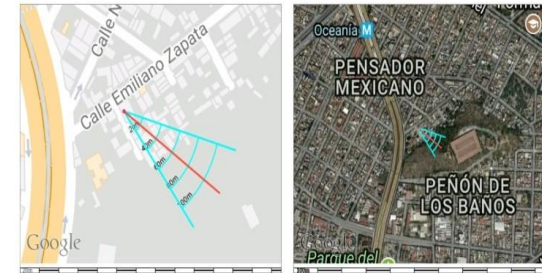 Calle N
Calle Emiliano Zapata
20m
40m
60m
80m
100m
Google
Oceanía M
PENSADOR
MEXICANO
PEÑÓN DE
LOS BAÑOS
Parque del
100m